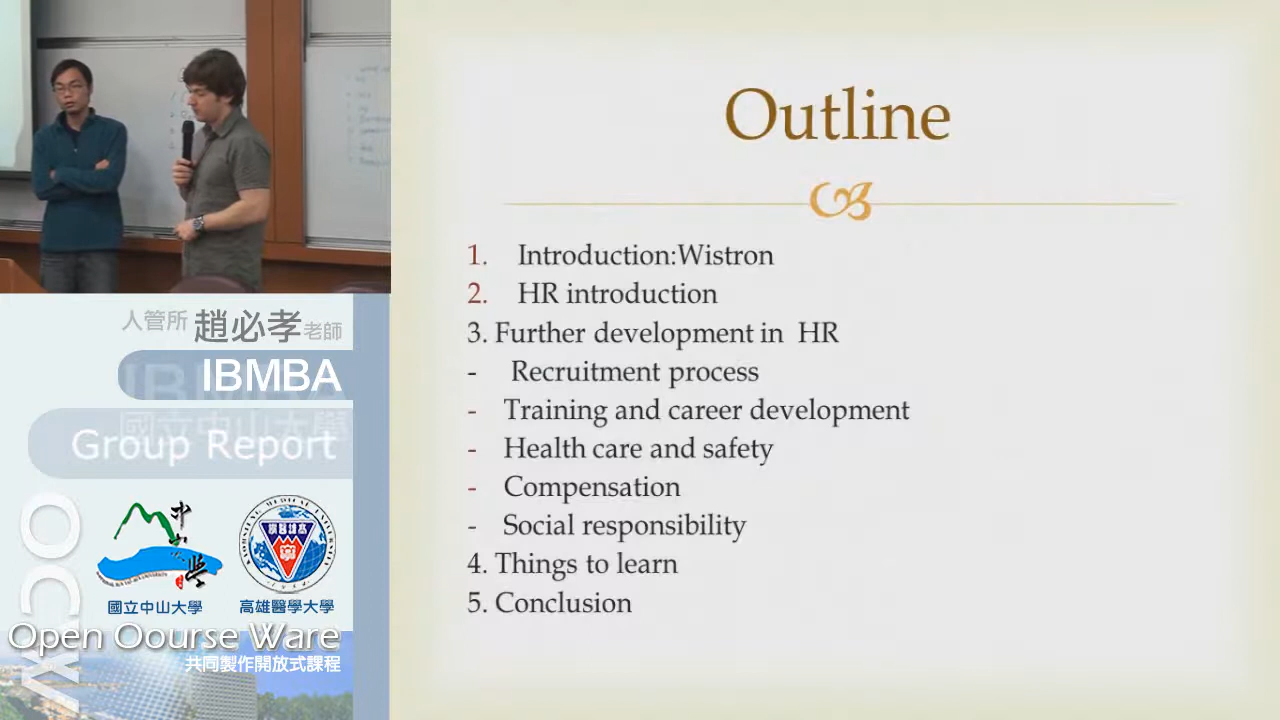 人管所 趙必孝老師
IBMBA
Group Report
國立中山大學
高雄醫學大學
OCW
Open Oourse Ware
共同製作開放式課程
Outline
1. Introduction:Wistron
2. HR introduction
3. Further development in HR
- Recruitment process
- Training and career development
- Health care and safety
- Compensation
- Social responsibility
4. Things to learn
5. Conclusion